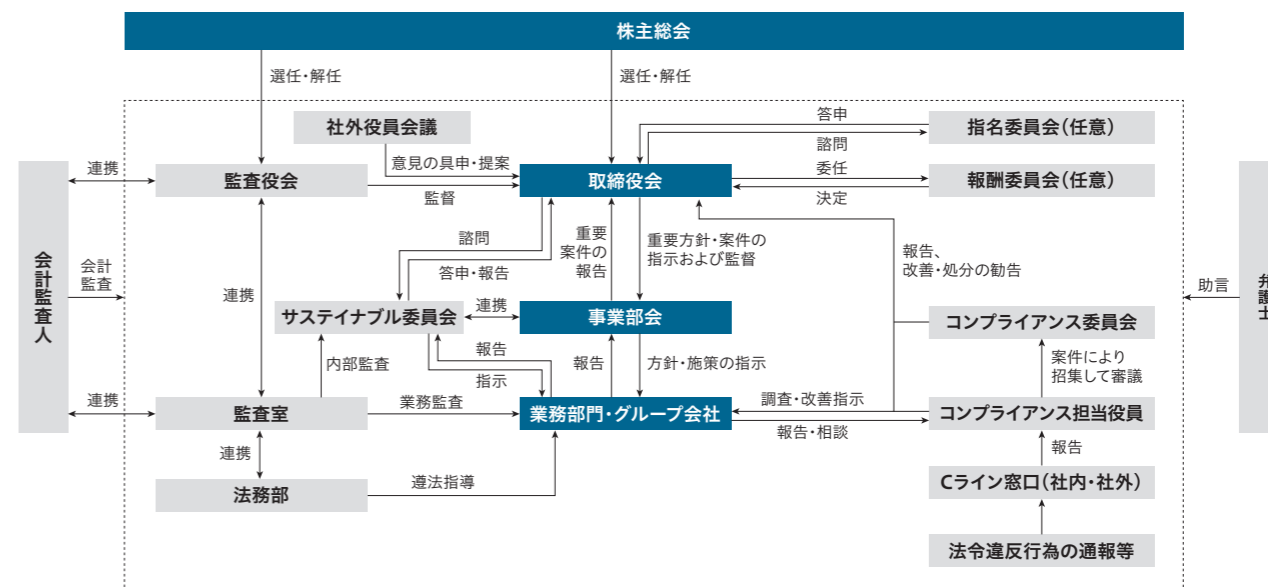 株主総会
選任・解任
選任・解任
社外役員会議
答申
指名委員会(任意)
諮問
連携
監査役会
意見の具申・提案
監督
取締役会
委任
報酬委員会(任意)
決定
会計監査人
会計
監査
連携
諮問
答申・報告
重要
案件の
報告
重要方針・案件の
指示および監督
報告、
改善・処分の勧告
助言
弁護士
サステイナブル委員会
連携
事業部会
コンプライアンス委員会
内部監査
報告
指示
報告
方針・施策の指示
案件により
招集して審議
連携
監査室
業務監査
業務部門・グループ会社
調査・改善指示
報告・相談
コンプライアンス担当役員
連携
報告
法務部
遵法指導
Cライン窓口(社内・社外)
法令違反行為の通報等